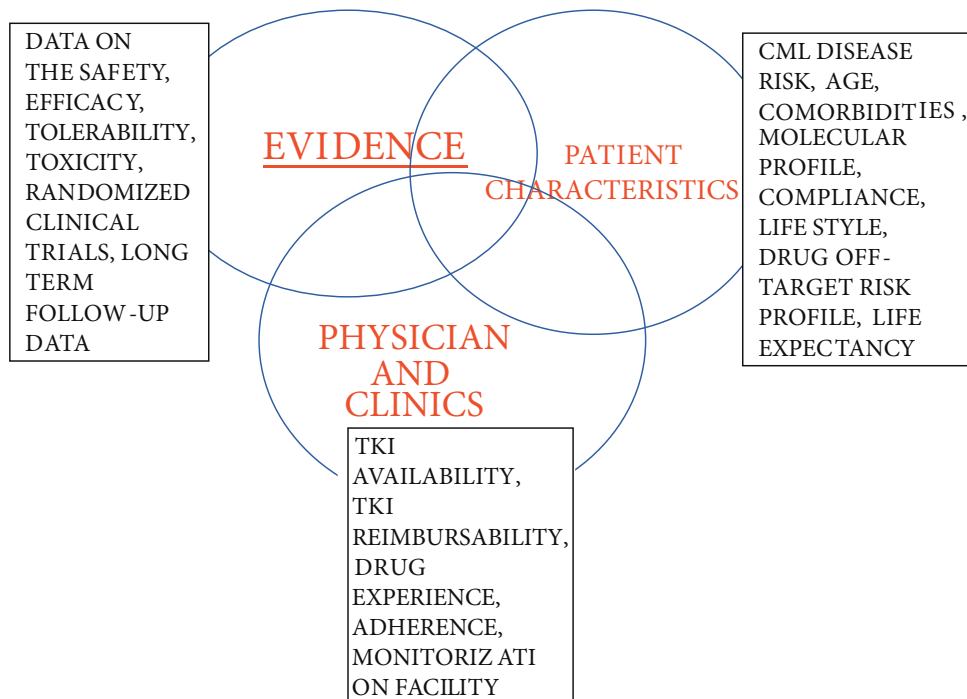 DATA ON
THE SAFETY,
EFFICACY,
TOLERABILITY,
TOXICITY,
RANDOMIZED
CLINICAL
TRIALS, LONG
TERM
FOLLOW-UP
DATA
EVIDENCE
PATIENT
CHARACTERISTICS
CML DISEASE
RISK, AGE,
COMORBIDITIES,
MOLECULAR
PROFILE,
COMPLIANCE,
LIFE STYLE,
DRUG OFF-
TARGET RISK
PROFILE, LIFE
EXPECTANCY
PHYSICIAN
AND
CLINICS
TKI
AVAILABILITY,
TKI
REIMBURSABILITY,
DRUG
EXPERIENCE,
ADHERENCE,
MONITORIZ ATI
ON FACILITY